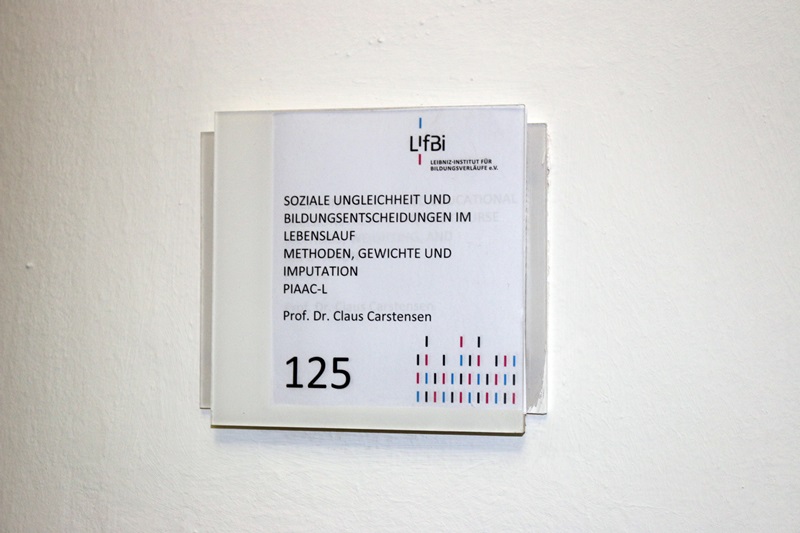 LIfBi
LEIBNIZ-INSTITUT FÜR
BILDUNGSVERLÄUFE e.V.
SOZIALE UNGLEICHHEIT UND
BILDUNGSENTSCHEIDUNGEN IM
LEBENSLAUF
METHODEN, GEWICHTE UND
IMPUTATION
PIAAC-L
Prof. Dr. Claus Carstensen
125